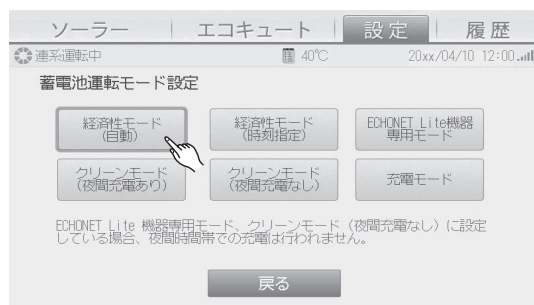 ソーラー エコキュート 設定 履歴
連系運転中 40℃ 20xx/04/10 12:00
蓄電池運転モード設定
経済性モード
(自動)
経済性モード
(時刻指定)
ECHONET Lite機器
専用モード
クリーンモード
(夜間充電あり)
クリーンモード
(夜間充電なし)
充電モード
ECHONET Lite 機器専用モード、クリーンモード(夜間充電なし)に設定
している場合、夜間時間帯での充電は行われません。
戻る